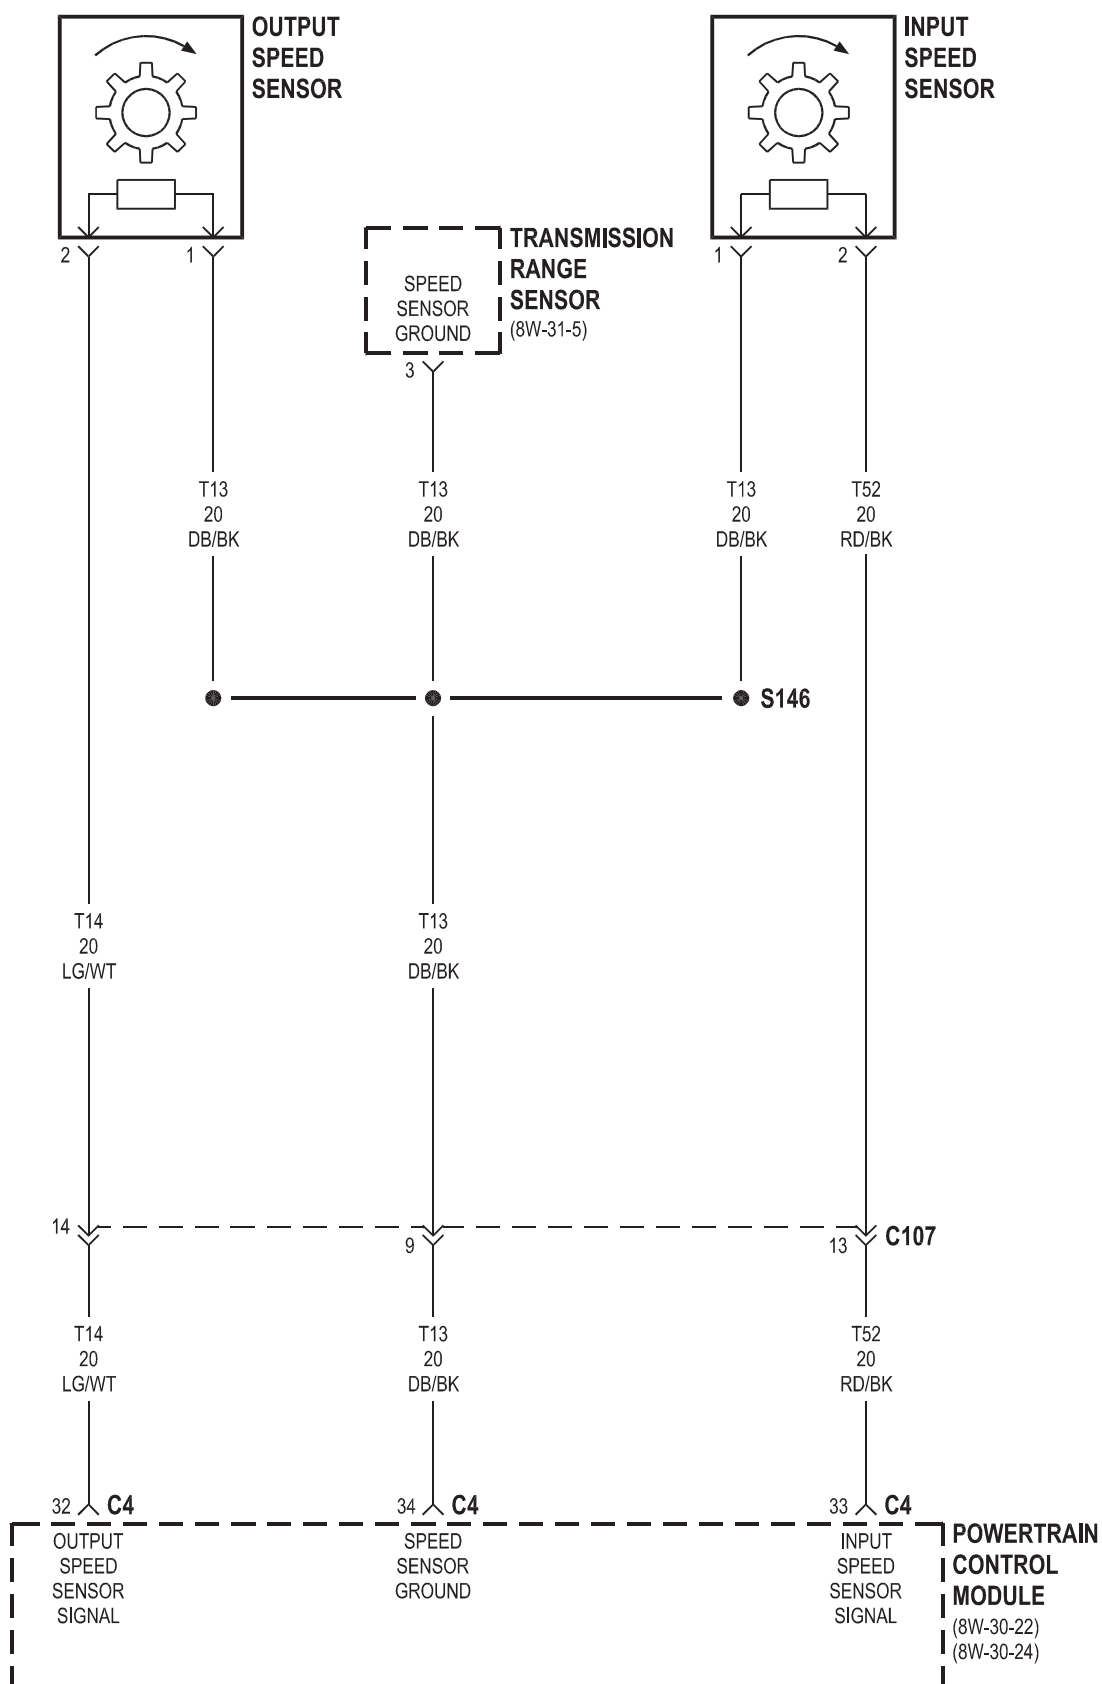 OUTPUT
SPEED
SENSOR
INPUT
SPEED
SENSOR
2
1
1
2
TRANSMISSION
RANGE
SENSOR
(8W-31-5)
SPEED
SENSOR
GROUND
3
T13
20
DB/BK
T13
20
DB/BK
T13
20
DB/BK
T52
20
RD/BK
S146
T14
20
LG/WT
T13
20
DB/BK
14
9
13
C107
T14
20
LG/WT
T13
20
DB/BK
T52
20
RD/BK
32
C4
34
C4
33
C4
OUTPUT
SPEED
SENSOR
SIGNAL
SPEED
SENSOR
GROUND
INPUT
SPEED
SENSOR
SIGNAL
POWERTRAIN
CONTROL
MODULE
(8W-30-22)
(8W-30-24)